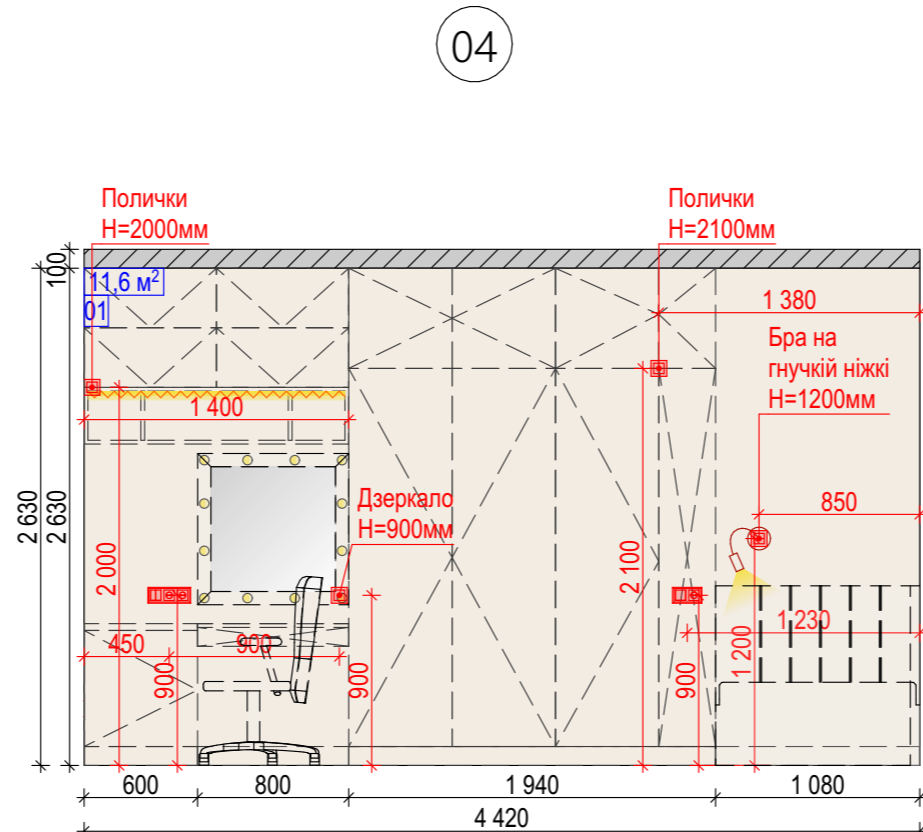 04
Полички
H=2000мм
Полички
H=2100мм
100
11,6 м²
01
1 380
Бра на
гнучкій ніжкі
H=1200мм
1 400
2 630
2 630
Дзеркало
H=900мм
850
2 000
2 100
450
900
1 230
1 200
900
900
900
600
800
1 940
1 080
4 420